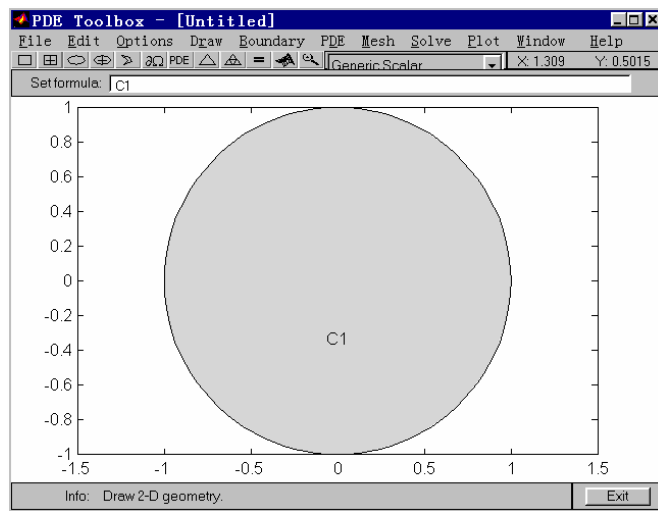 PDE Toolbox - [Untitled]
File Edit Options Draw Boundary PDE Mesh Solve Plot Window Help
∂Ω PDE = Generic Scalar X: 1.309 Y: 0.5015
Set formula: C1
1
0.8
0.6
0.4
0.2
0
-0.2
-0.4
-0.6
-0.8
-1
C1
-1.5 -1 -0.5 0 0.5 1 1.5
Info: Draw 2-D geometry. Exit